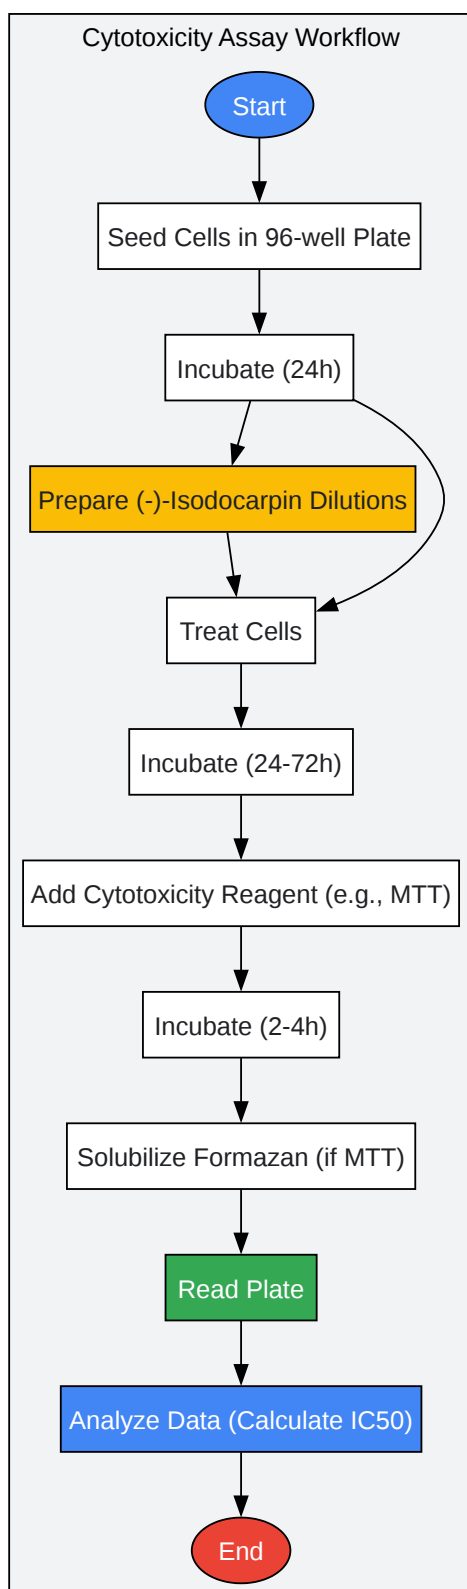 Cytotoxicity Assay Workflow
Start
Seed Cells in 96-well Plate
Incubate (24h)
Prepare (-)-Isodocarpin Dilutions
Treat Cells
Incubate (24-72h)
Add Cytotoxicity Reagent (e.g., MTT)
Incubate (2-4h)
Solubilize Formazan (if MTT)
Read Plate
Analyze Data (Calculate IC50)
End